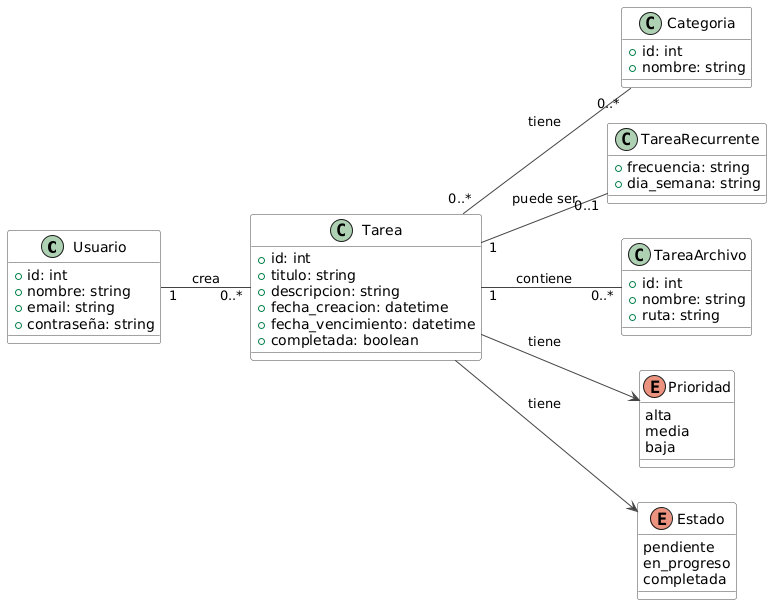 C Usuario
id: int
nombre: string
email: string
contraseña: string
crea
1
0..*
C Tarea
id: int
titulo: string
descripcion: string
fecha_creacion: datetime
fecha_vencimiento: datetime
completada: boolean
tiene
0..*
0..*
C Categoria
id: int
nombre: string
puede ser
1
0..1
C TareaRecurrente
frecuencia: string
dia_semana: string
contiene
1
0..*
C TareaArchivo
id: int
nombre: string
ruta: string
tiene
E Prioridad
alta
media
baja
tiene
E Estado
pendiente
en_progreso
completada